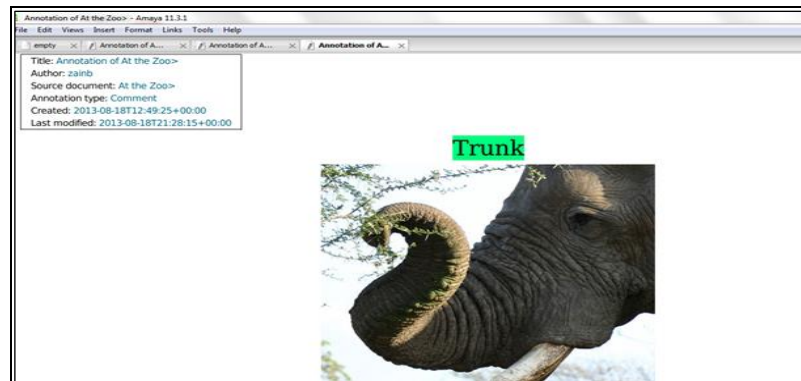 Annotation of At the Zoo> - Amaya 11.3.1
File Edit Views Insert Format Links Tools Help
empty Annotation of A... Annotation of A... Annotation of A...
Title: Annotation of At the Zoo>
Author: zainb
Source document: At the Zoo>
Annotation type: Comment
Created: 2013-08-18T12:49:25+00:00
Last modified: 2013-08-18T21:28:15+00:00
Trunk